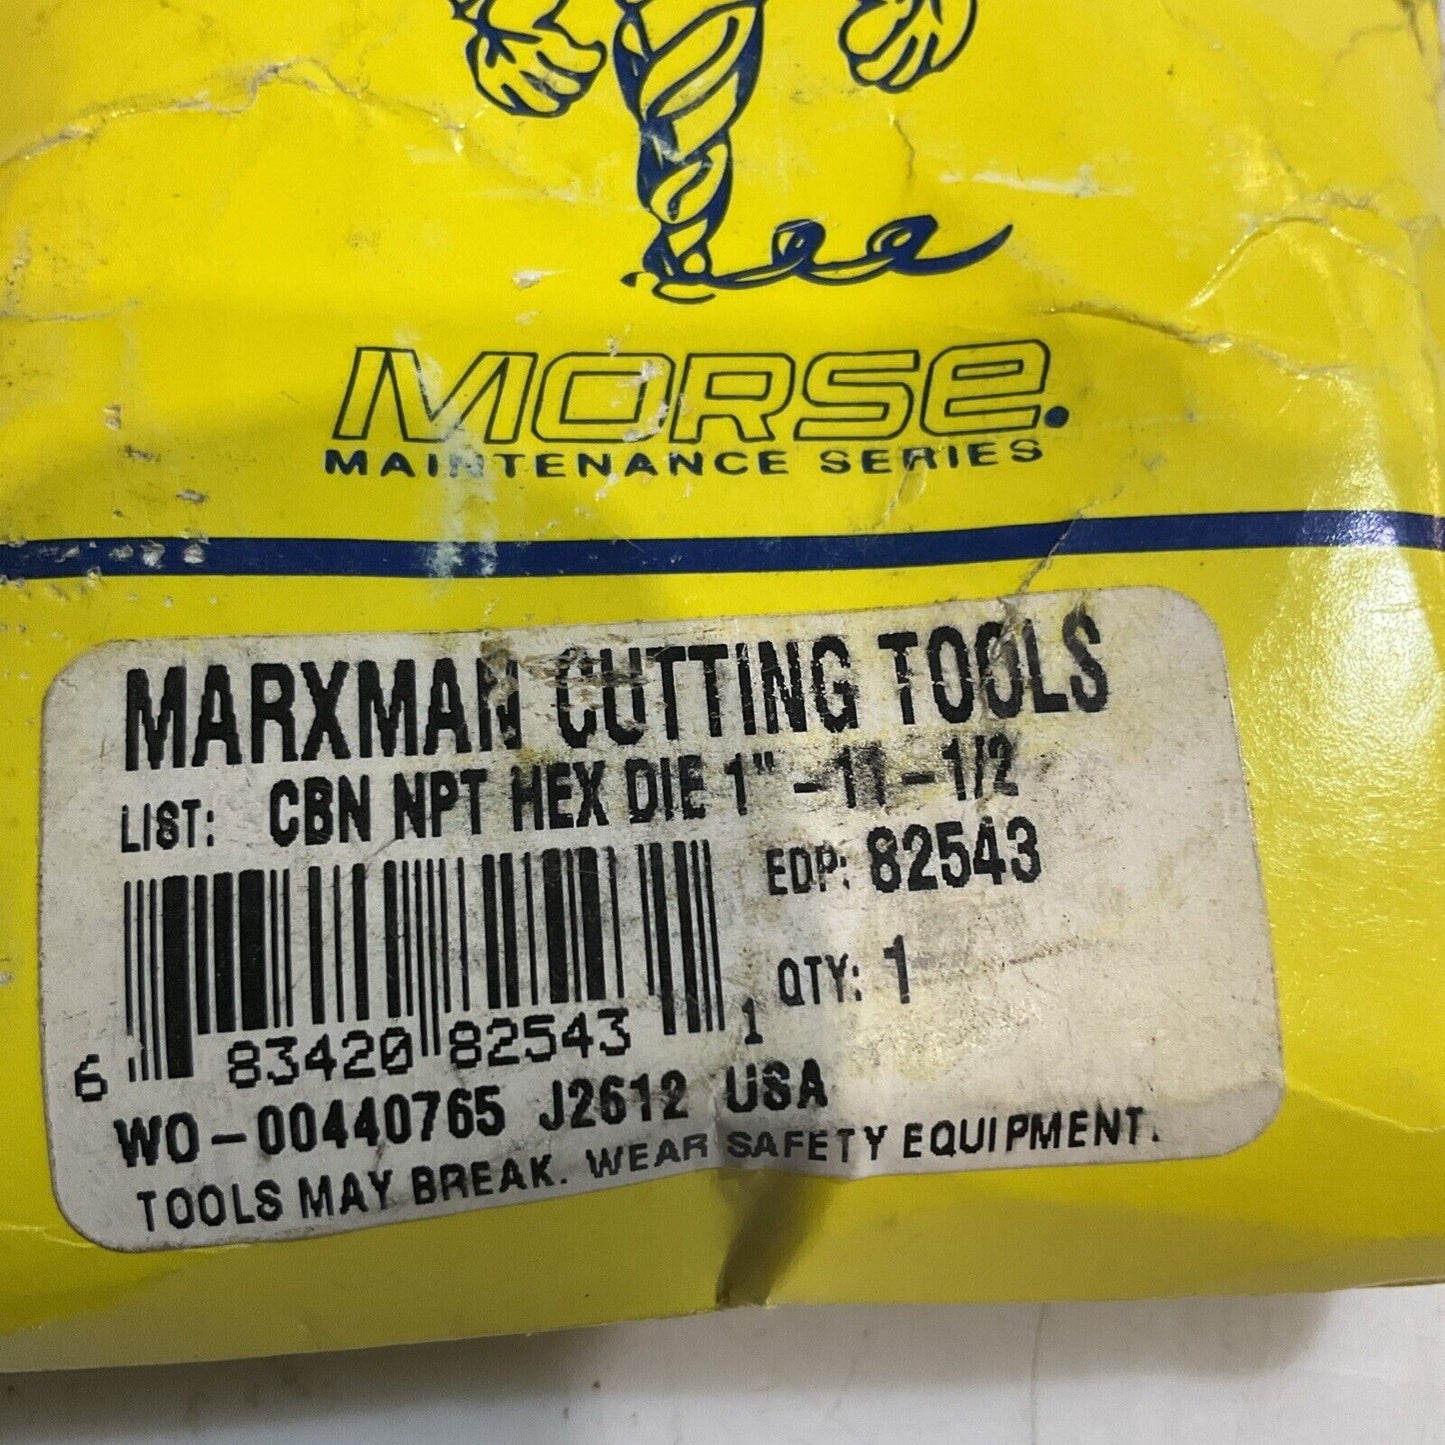 MORSE.
MAINTENANCE SERIES
MARXMAN CUTTING TOOLS
LIST: CBN NPT HEX DIE 1" -11-1/2
EDP: 82543
QTY: 1
6 83420 82543 1
WO-00440765 J2612 USA
TOOLS MAY BREAK. WEAR SAFETY EQUIPMENT.